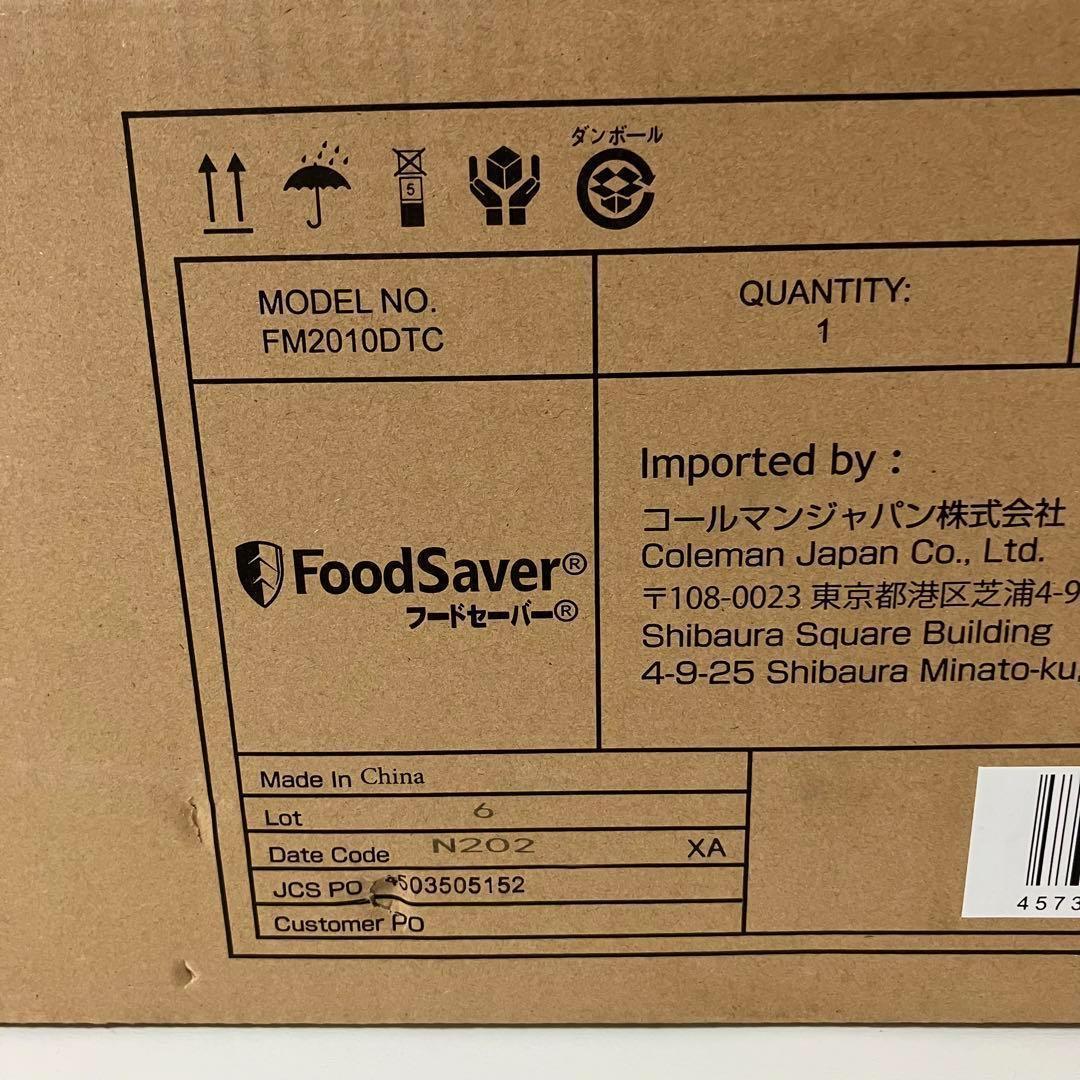 ダンボール
5
MODEL NO.
FM2010DTC
QUANTITY:
1
FoodSaver®
フードセーバー®
Imported by :
コールマンジャパン株式会社
Coleman Japan Co., Ltd.
〒108-0023 東京都港区芝浦4-9
Shibaura Square Building
4-9-25 Shibaura Minato-ku,
Made In China
Lot 6
Date Code N202 XA
JCS PO 503505152
Customer PO
4573